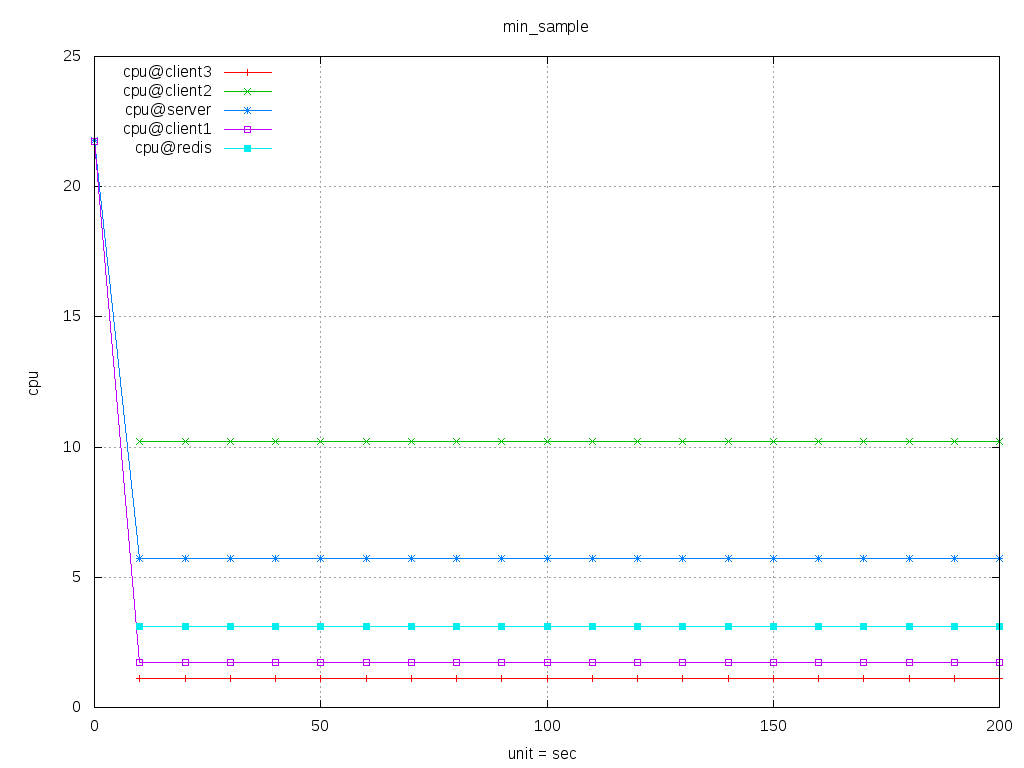 min_sample
25
20
15
10
5
0
cpu
cpu@client3
cpu@client2
cpu@server
cpu@client1
cpu@redis
0 50 100 150 200
unit = sec